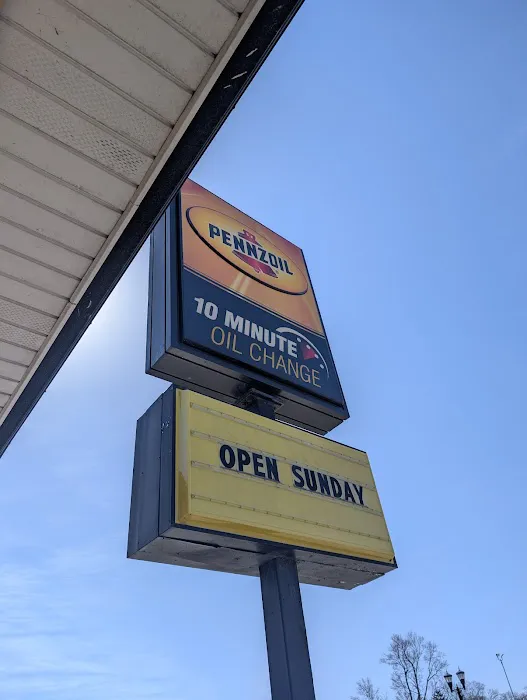 PENNZOIL
10 MINUTE
OIL CHANGE
OPEN SUNDAY